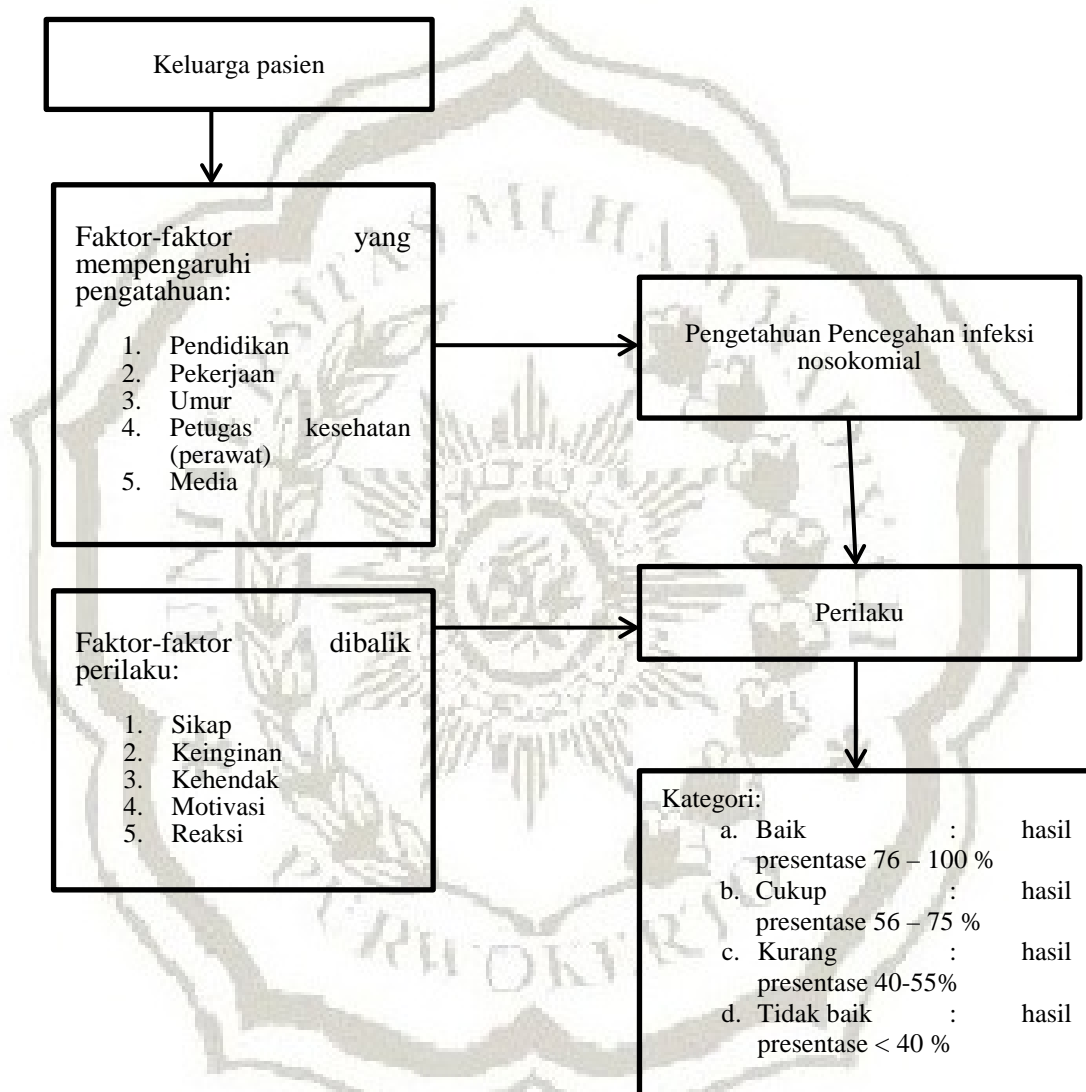 Keluarga pasien
Faktor-faktor yang
mempengaruhi
pengatahuan:
1. Pendidikan
2. Pekerjaan
3. Umur
4. Petugas kesehatan
(perawat)
5. Media
Pengetahuan Pencegahan infeksi
nosokomial
Faktor-faktor dibalik
perilaku:
1. Sikap
2. Keinginan
3. Kehendak
4. Motivasi
5. Reaksi
Perilaku
Kategori:
a. Baik : hasil
presentase 76 – 100 %
b. Cukup : hasil
presentase 56 – 75 %
c. Kurang : hasil
presentase 40-55%
d. Tidak baik : hasil
presentase < 40 %